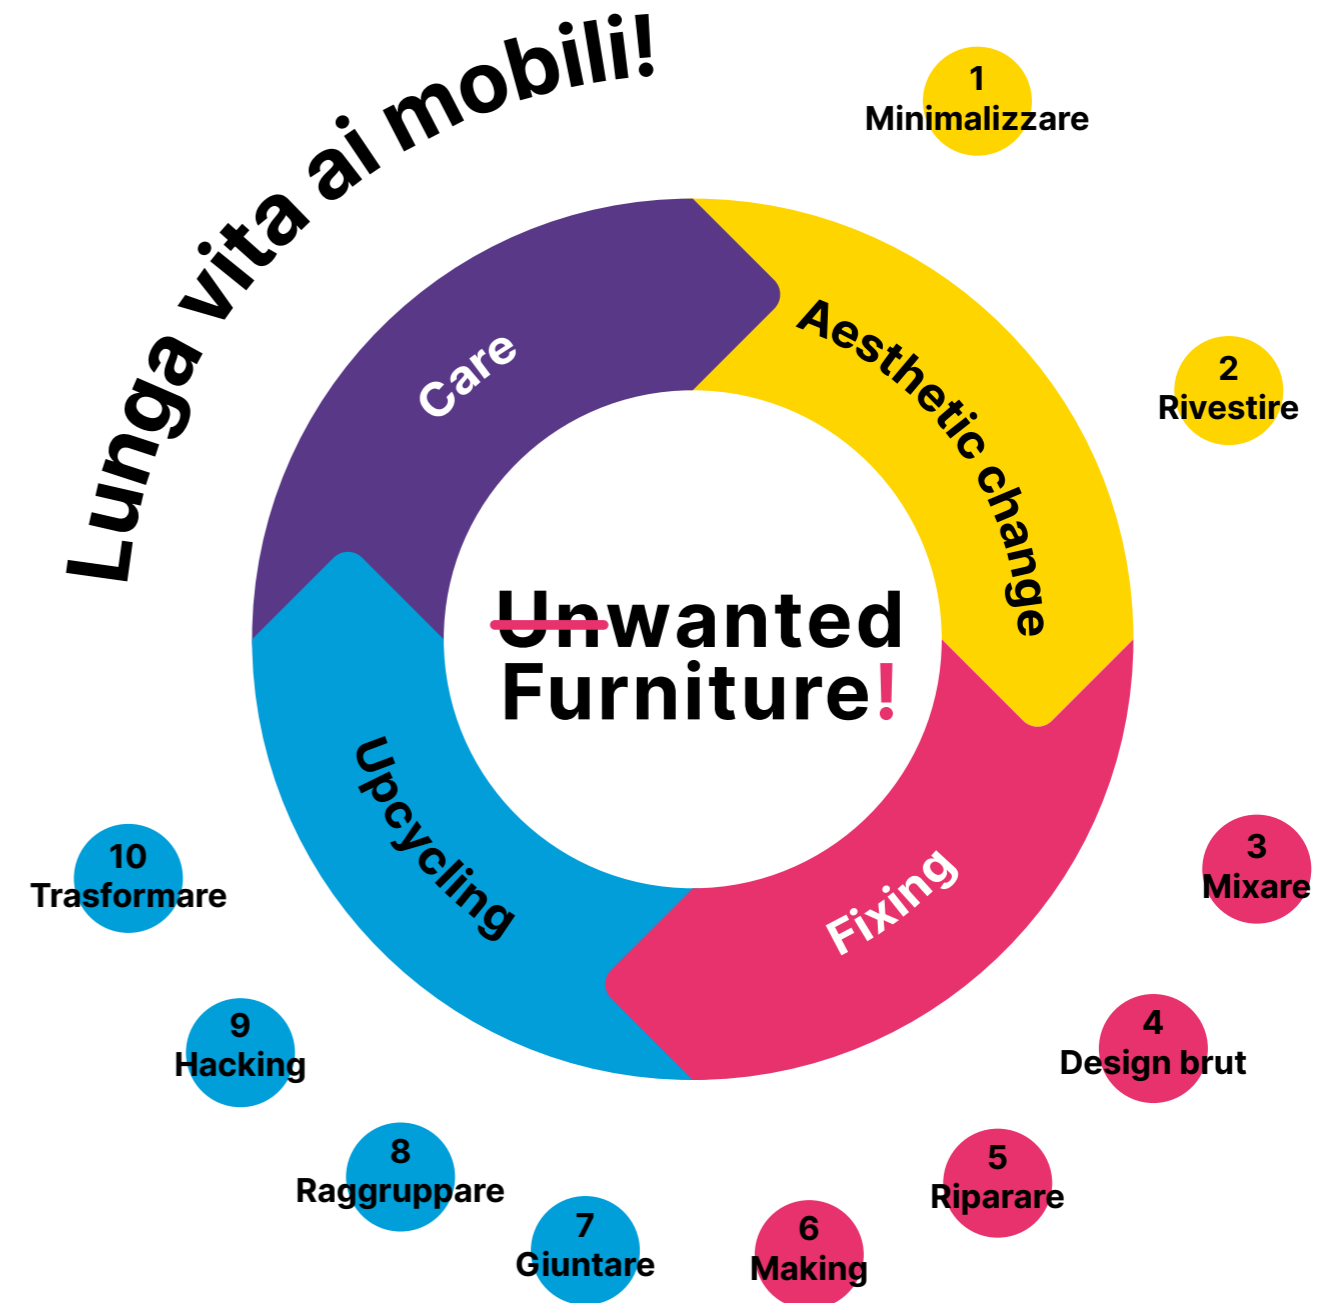 Lunga vita ai mobili!
1
Minimalizzare
2
Rivestire
Care
Aesthetic change
Unwanted
Furniture!
Upcycling
Fixing
3
Mixare
4
Design brut
5
Riparare
6
Making
7
Giuntare
8
Raggruppare
9
Hacking
10
Trasformare